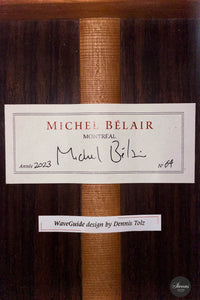 MICHEL BÉLAIR
MONTRÉAL
Michel Bélair
Année 2023 Nº 64
WaveGuide design by Dennis Tolz